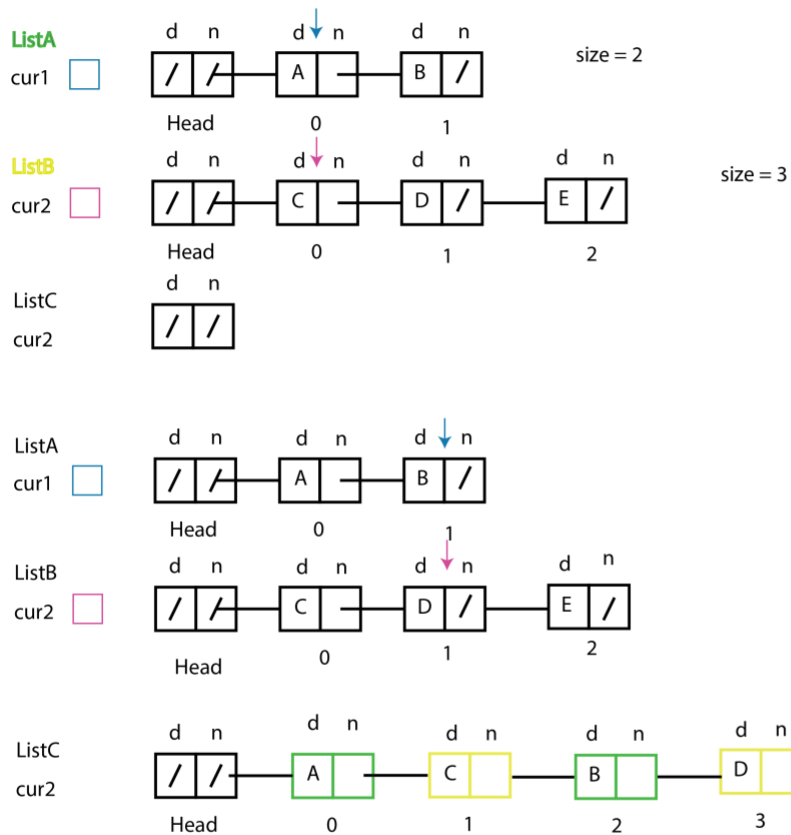 d n d n d n
ListA
size = 2
cur1 / / A B /
Head 0 1
d n d n d n d n
ListB
size = 3
cur2 / / C D / E /
Head 0 1 2
d n
ListC
/ /
cur2
d n d n d n
ListA
cur1 / / A B /
Head 0 1
d n d n d n d n
ListB
cur2 / / C D / E /
Head 0 1 2
d n d n d n d n d n
ListC
/ / A C B D
cur2
Head 0 1 2 3